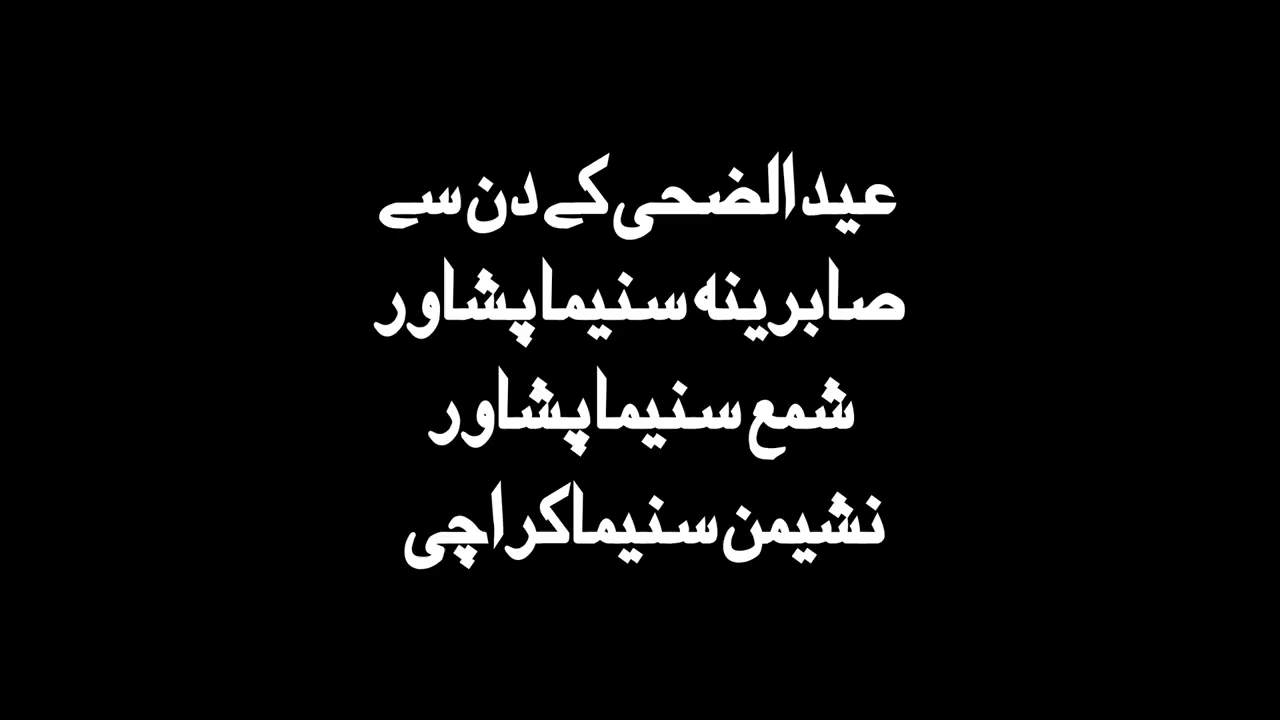 عیدالضحی کے دن سے
صابرینہ سنیما پشاور
شمع سنیما پشاور
نشیمن سنیما کراچی